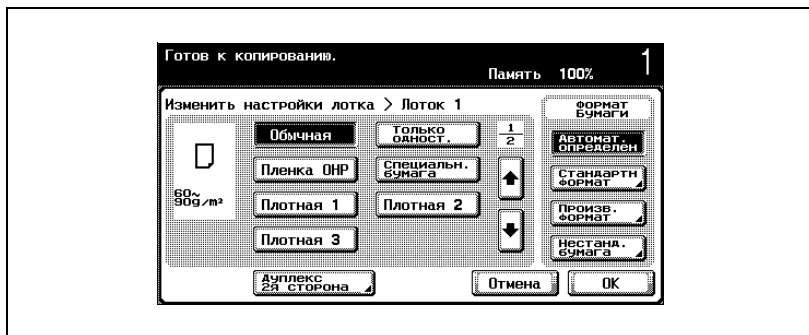 Готов к копированию.
Память 100%
1
Изменить настройки лотка > Лоток 1
60~
90g/m²
Обычная
Только
одност.
Пленка OHP
Специальн.
бумага
Плотная 1
Плотная 2
Плотная 3
1
2
Формат
бумаги
Автомат.
определен
Стандартн
формат
Произв.
формат
Нестанд.
бумага
Дуплекс
2я сторона
Отмена
OK